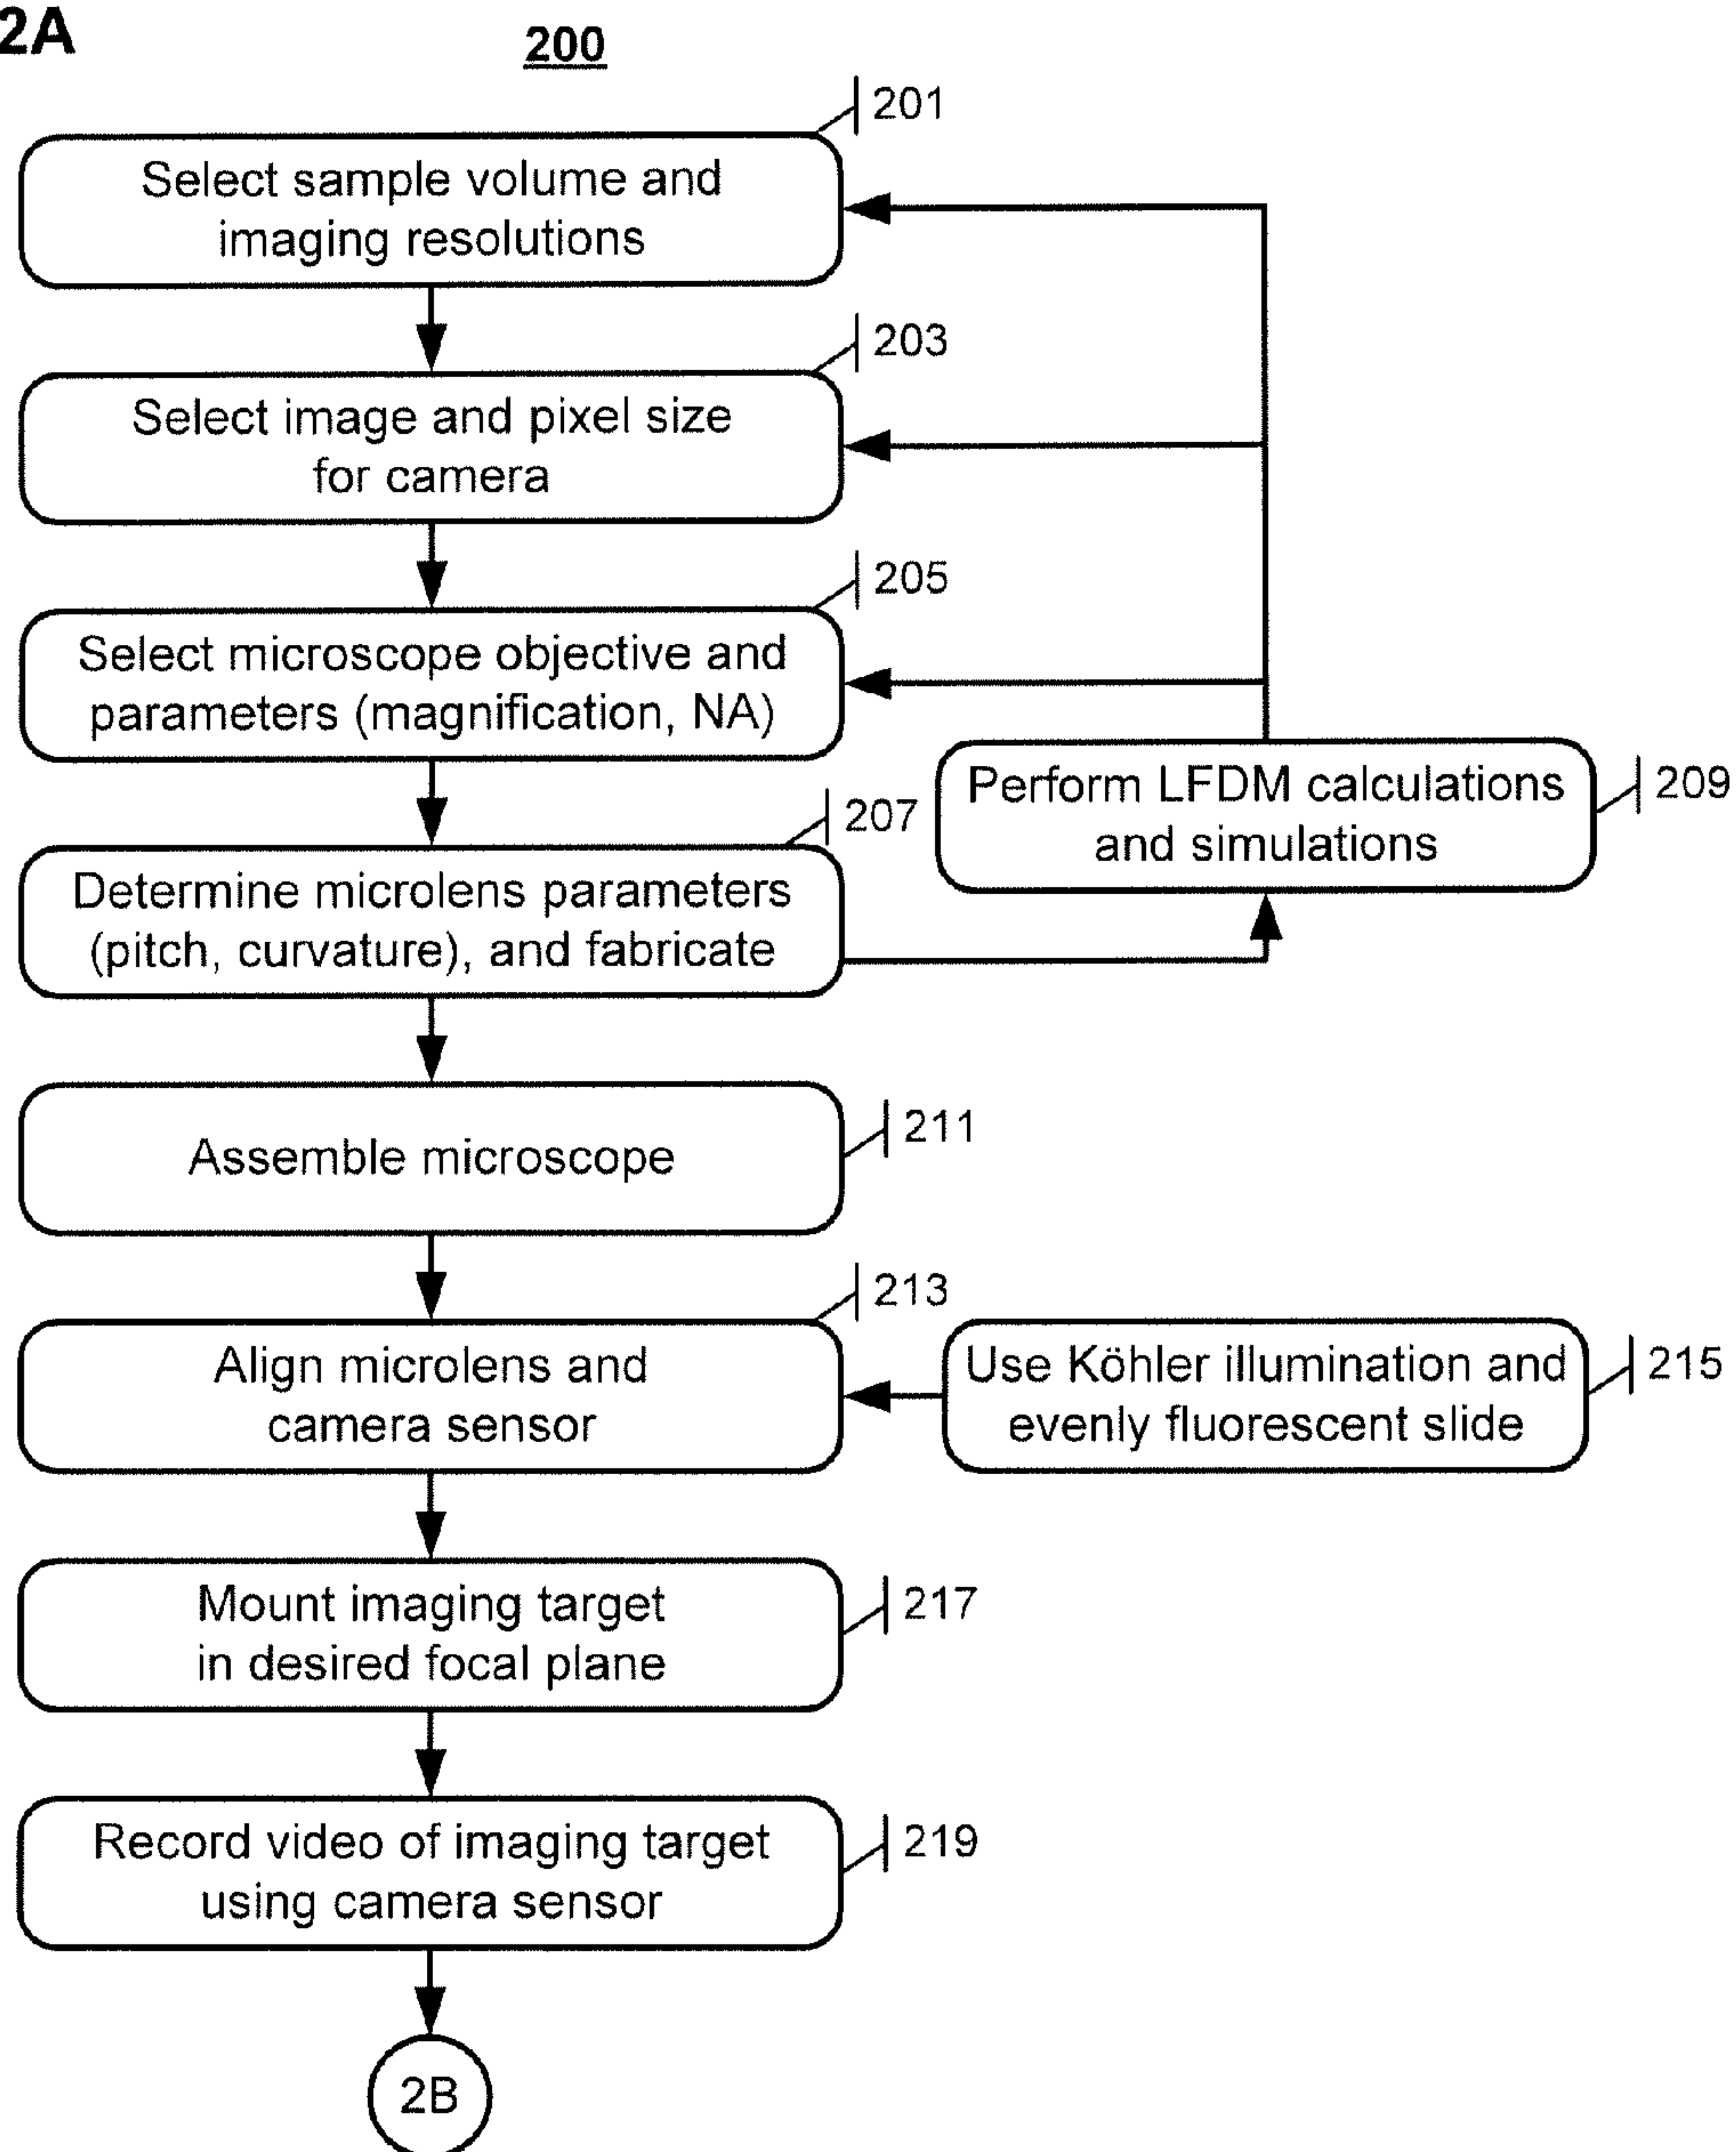 2A
200
201
Select sample volume and
imaging resolutions
203
Select image and pixel size
for camera
205
Select microscope objective and
parameters (magnification, NA)
207
Determine microlens parameters
(pitch, curvature), and fabricate
Perform LFDM calculations
and simulations
209
Assemble microscope
211
213
Align microlens and
camera sensor
Use Köhler illumination and
evenly fluorescent slide
215
Mount imaging target
in desired focal plane
217
Record video of imaging target
using camera sensor
219
2B